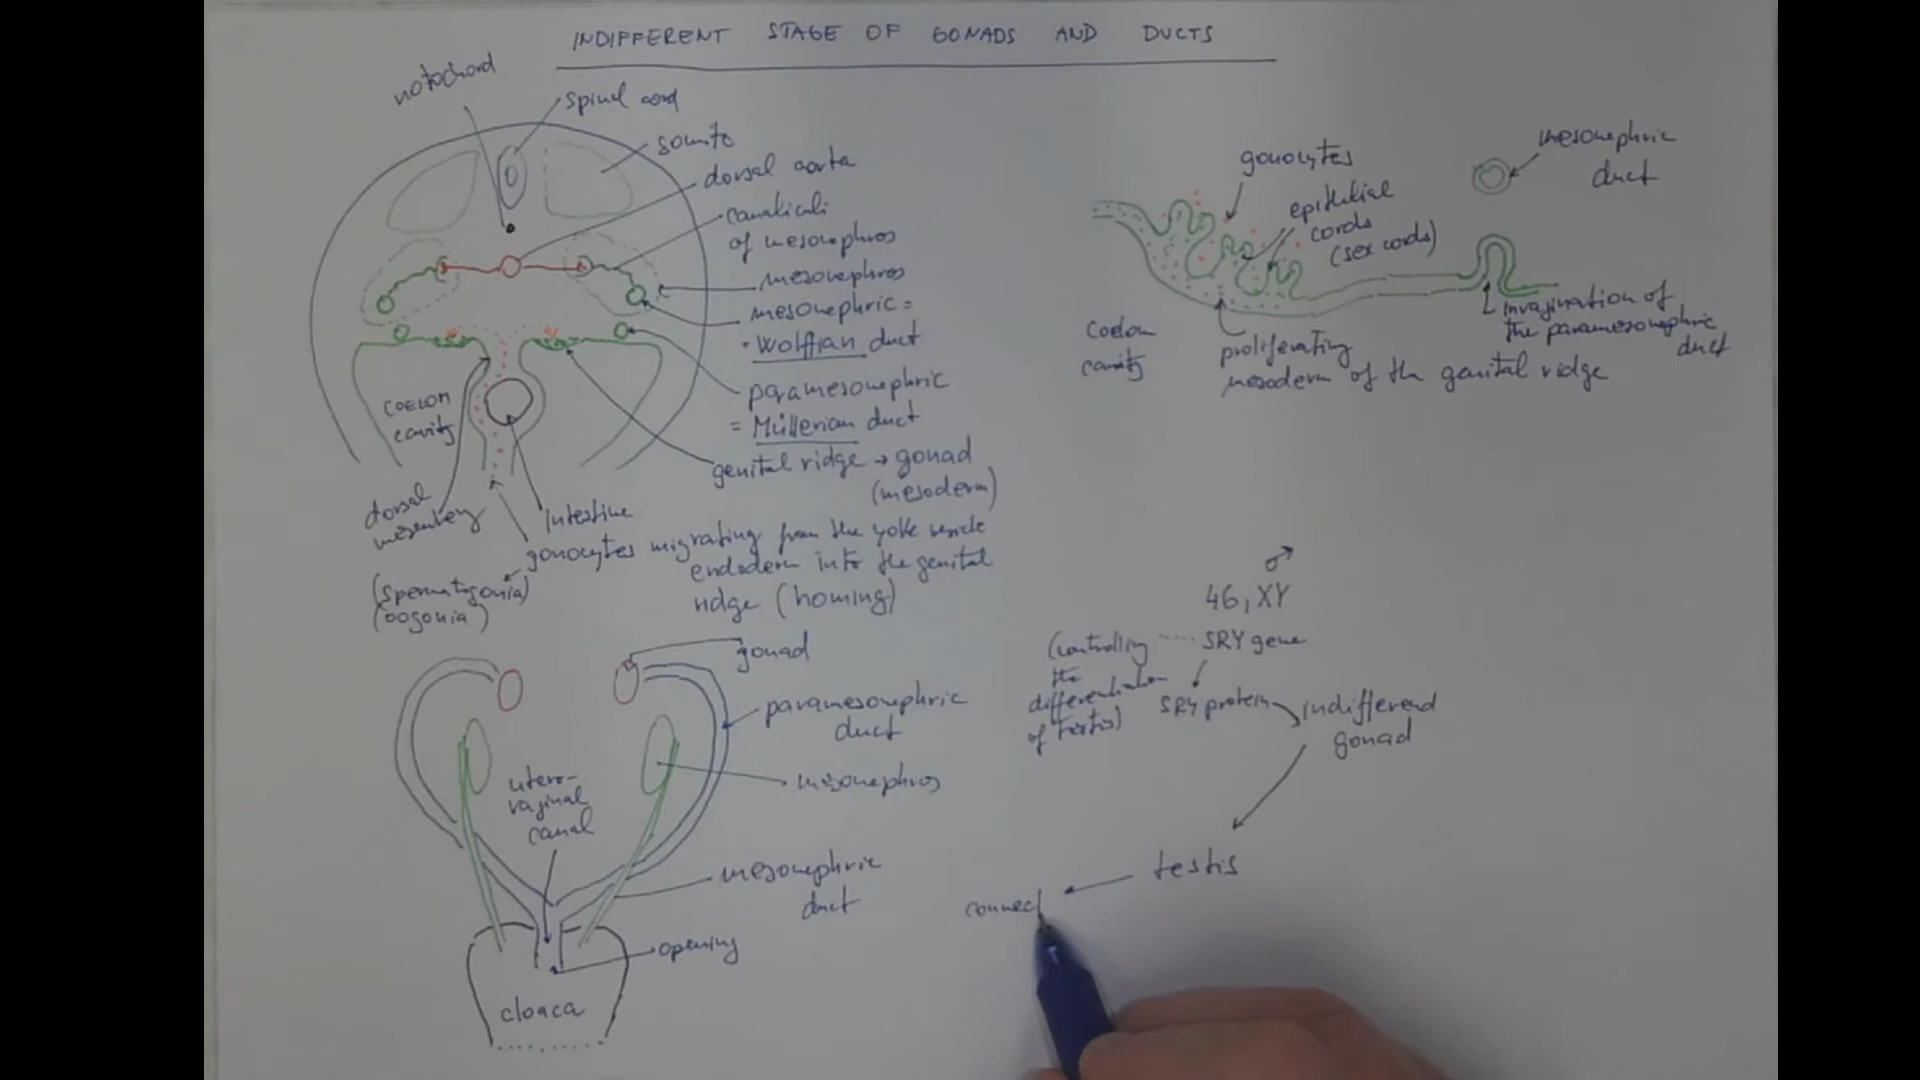 INDIFFERENT STAGE OF GONADS AND DUCTS
notochord
spinal cord
somite
dorsal aorta
canaliculi
of mesonephros
mesonephros
mesonephric =
Wolffian duct
paramesonephric
= Müllerian duct
genital ridge → gonad
(mesoderm)
coelom
cavity
dorsal
mesentery
Intestine
gonocytes migrating from the yolk vesicle
endoderm into the genital
ridge (homing)
(spermatogonia)
(oogonia)
gonad
paramesonephric
duct
mesonephros
utero-
vaginal
canal
mesonephric
duct
opening
cloaca
gonocytes
epithelial
cords
(sex cords)
mesonephric
duct
Invagination of
the paramesonephric
duct
coelom
cavity
proliferating
mesoderm of the genital ridge
♂
46, XY
SRY gene
(controlling
the
differentiation
of testis)
SRY protein
indifferend
gonad
testis
connect